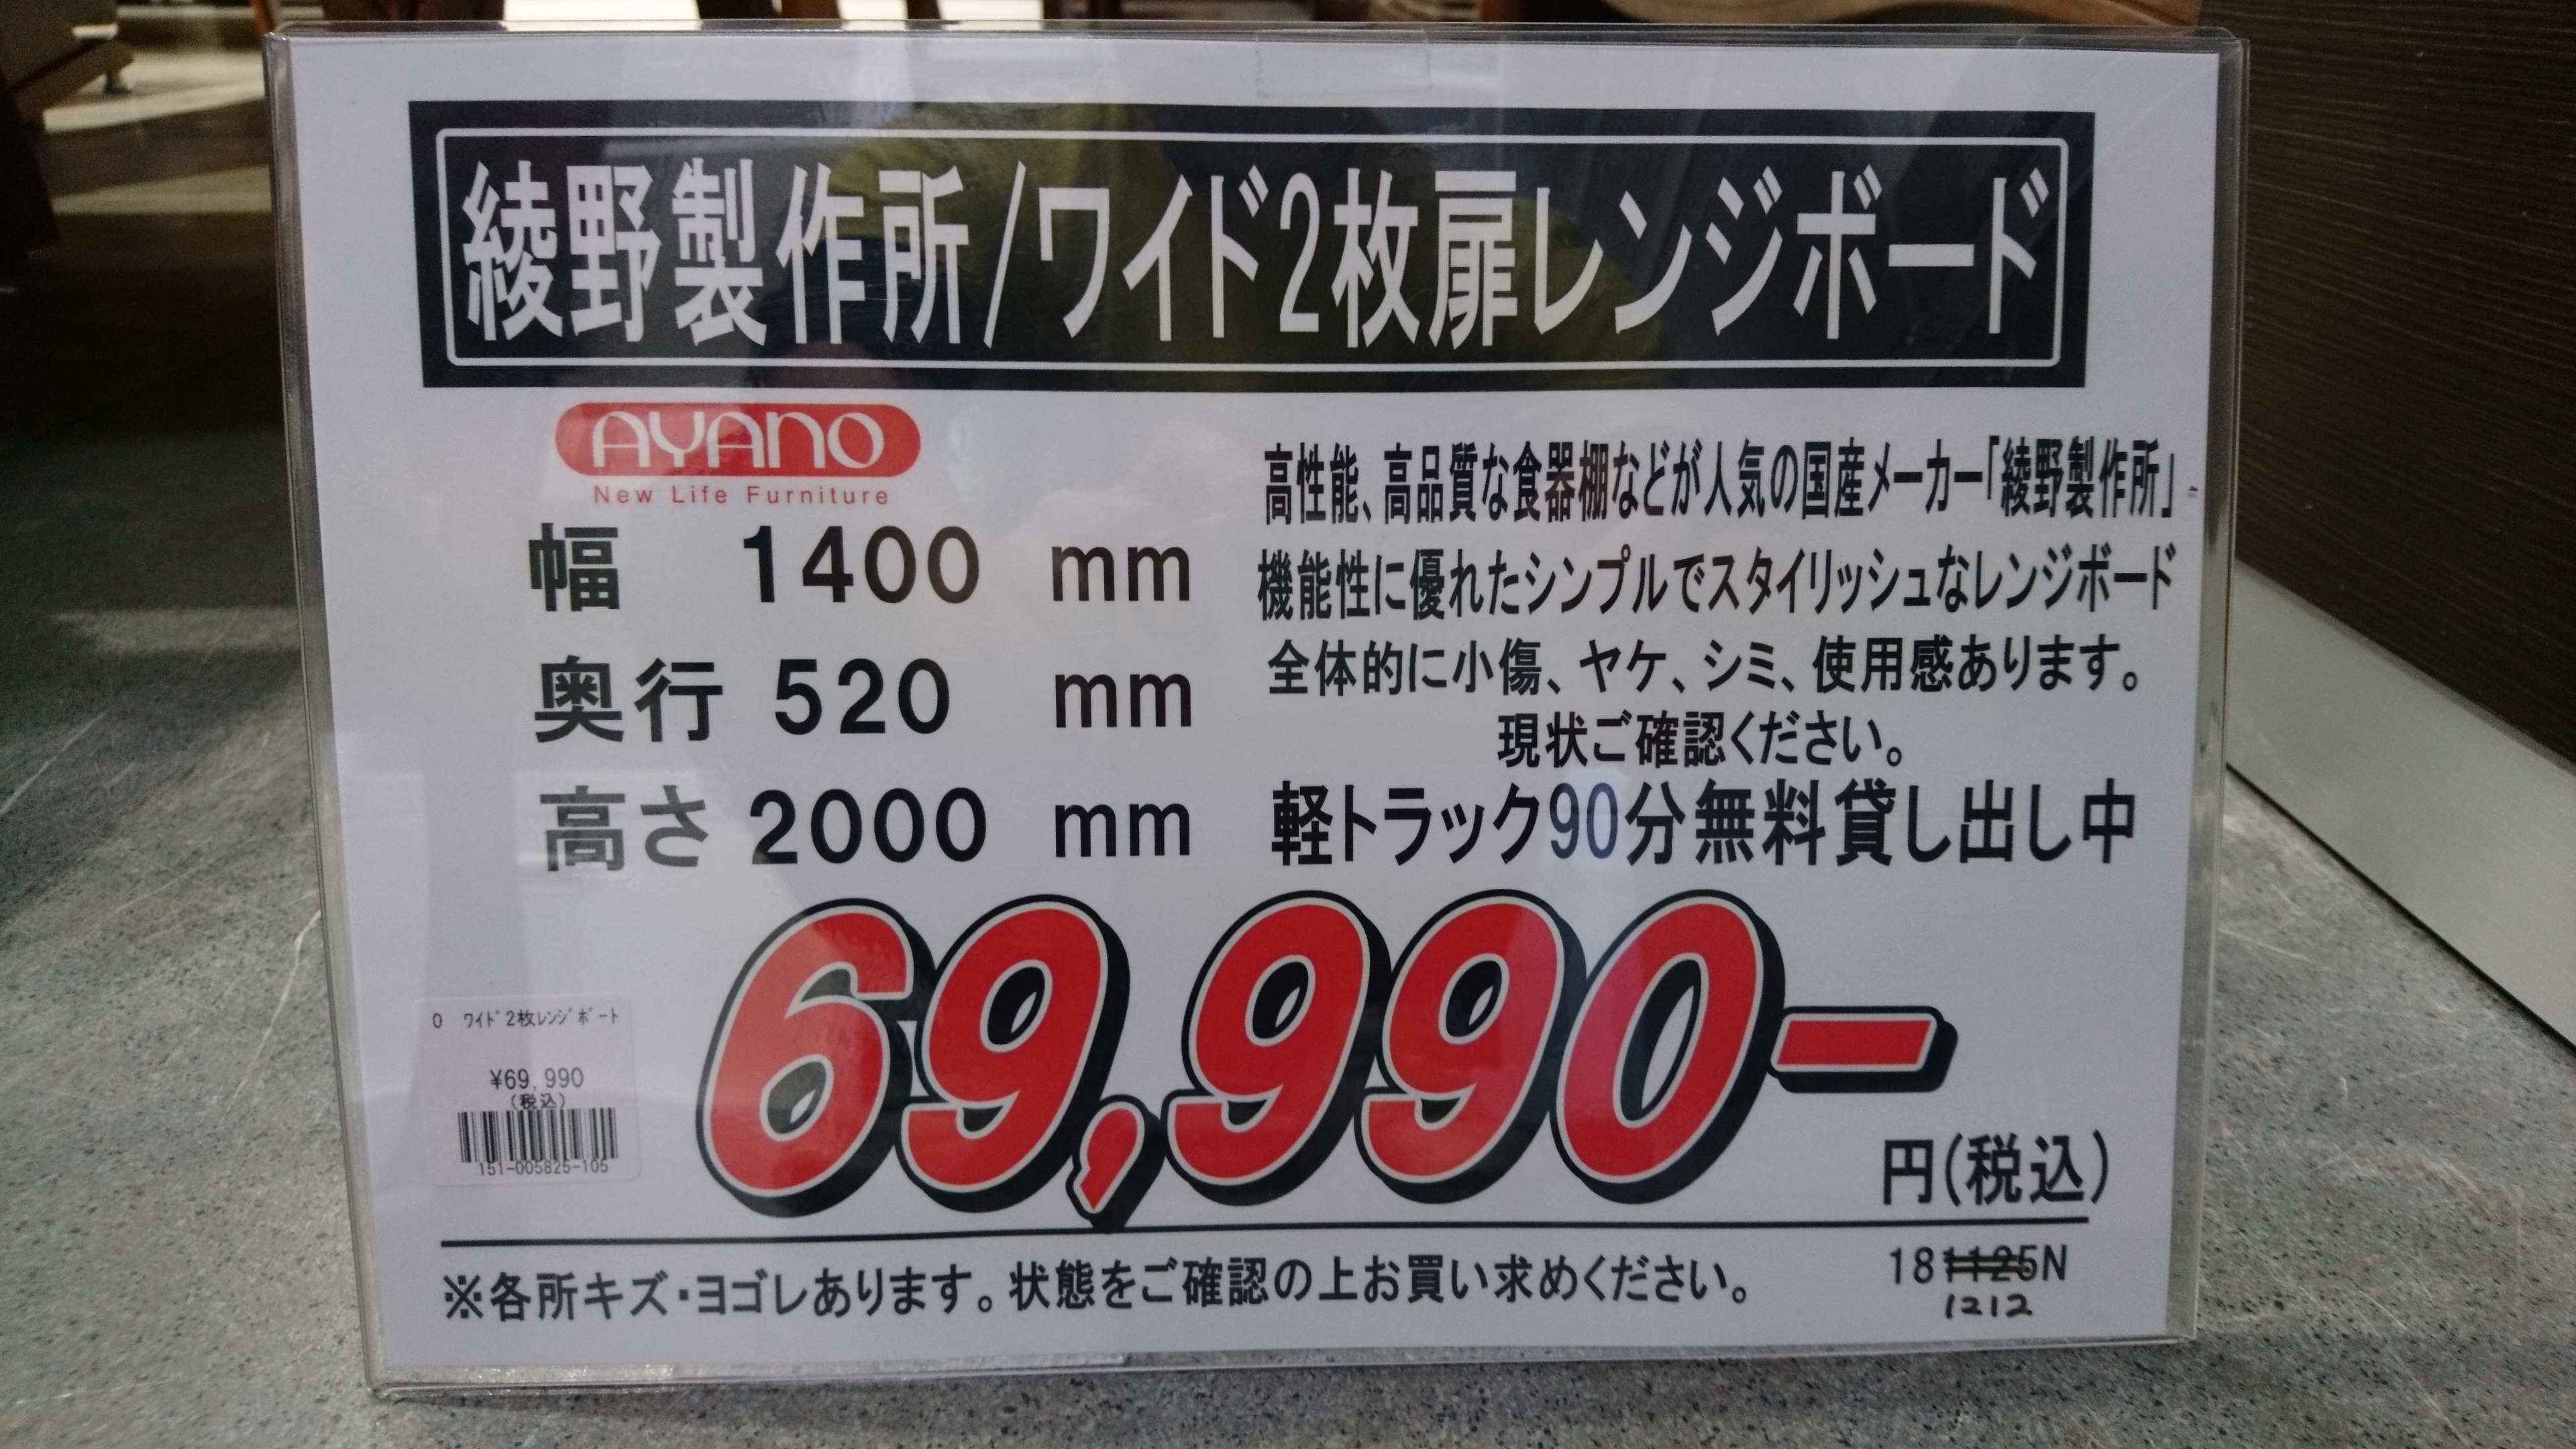 綾野製作所/ワイド2枚扉レンジボード
AYANO
New Life Furniture
幅 1400 mm
奥行 520 mm
高さ 2000 mm
高性能、高品質な食器棚などが人気の国産メーカー「綾野製作所」
機能性に優れたシンプルでスタイリッシュなレンジボード
全体的に小傷、ヤケ、シミ、使用感あります。
現状ご確認ください。
軽トラック90分無料貸し出し中
69,990-
円(税込)
0 ワイド2枚レンジボート
¥69,990
(税込)
151-005825-105
※各所キズ・ヨゴレあります。状態をご確認の上お買い求めください。
181125N
1212